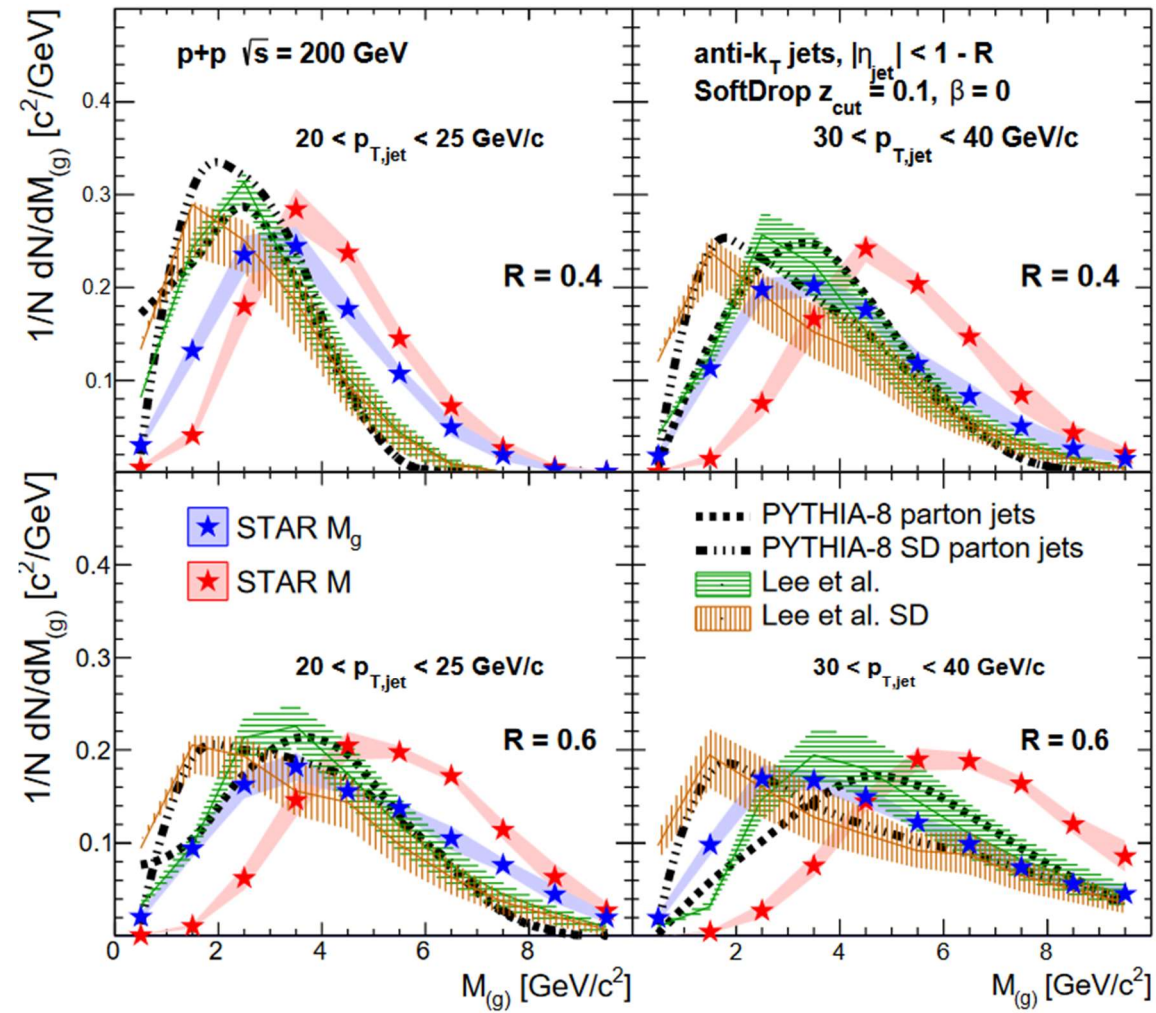 p+p √s = 200 GeV
anti-k_T jets, |η_jet| < 1 - R
SoftDrop z_cut = 0.1, β = 0
20 < p_T,jet < 25 GeV/c
30 < p_T,jet < 40 GeV/c
R = 0.4
R = 0.4
1/N dN/dM_(g) [c²/GeV]
0.4
0.3
0.2
0.1
STAR M_g
STAR M
PYTHIA-8 parton jets
PYTHIA-8 SD parton jets
Lee et al.
Lee et al. SD
20 < p_T,jet < 25 GeV/c
30 < p_T,jet < 40 GeV/c
R = 0.6
R = 0.6
1/N dN/dM_(g) [c²/GeV]
0.4
0.3
0.2
0.1
0 2 4 6 8
2 4 6 8
M_(g) [GeV/c²]
M_(g) [GeV/c²]